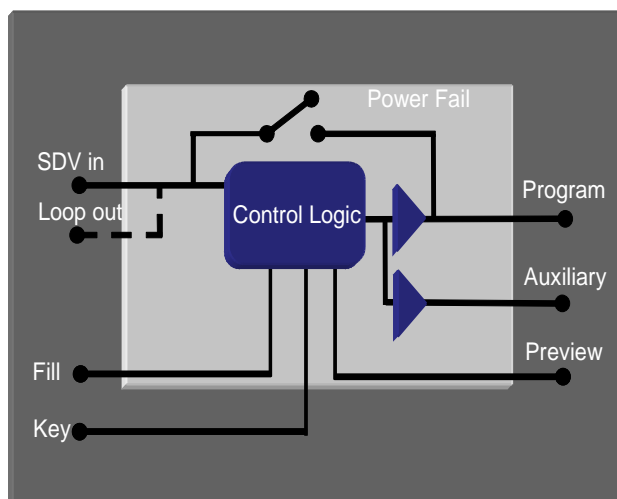 Power Fail
SDV in
Loop out
Control Logic
Program
Auxiliary
Preview
Fill
Key